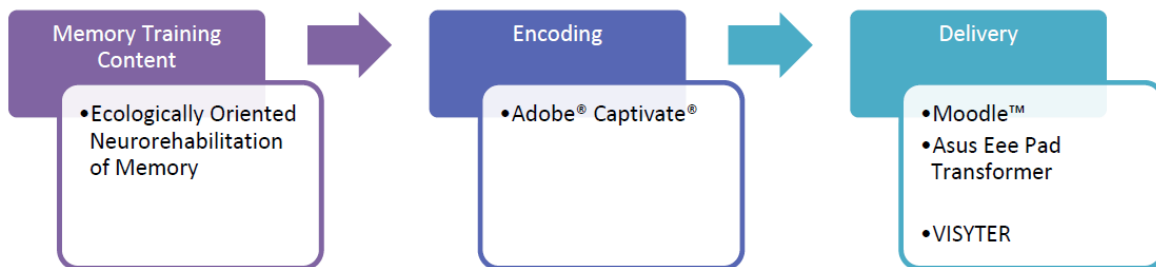 Memory Training
Content
•Ecologically Oriented
Neurorehabilitation
of Memory
Encoding
•Adobe® Captivate®
Delivery
•Moodle™
•Asus Eee Pad
Transformer
•VISYTER